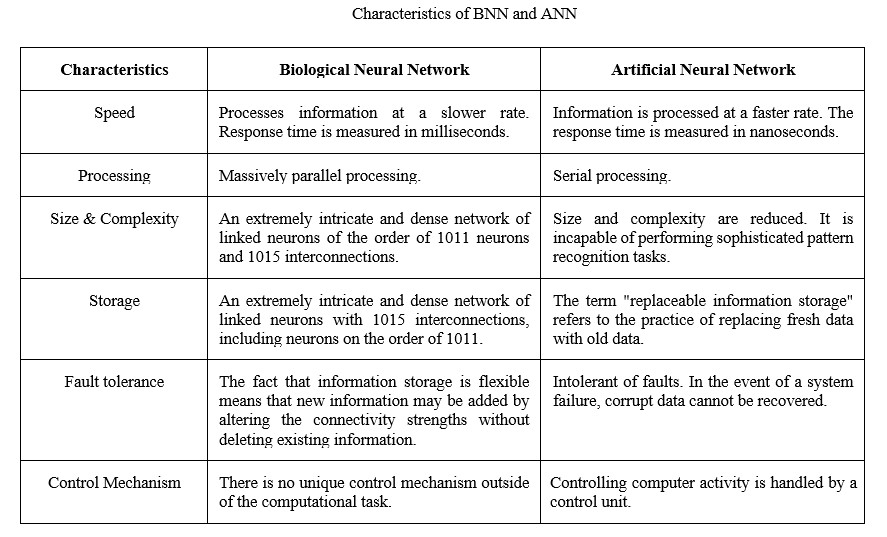 Characteristics of BNN and ANN
Characteristics
Biological Neural Network
Artificial Neural Network
Speed
Processes information at a slower rate.
Response time is measured in milliseconds.
Information is processed at a faster rate. The
response time is measured in nanoseconds.
Processing
Massively parallel processing.
Serial processing.
Size & Complexity
An extremely intricate and dense network of
linked neurons of the order of 1011 neurons
and 1015 interconnections.
Size and complexity are reduced. It is
incapable of performing sophisticated pattern
recognition tasks.
Storage
An extremely intricate and dense network of
linked neurons with 1015 interconnections,
including neurons on the order of 1011.
The term "replaceable information storage"
refers to the practice of replacing fresh data
with old data.
Fault tolerance
The fact that information storage is flexible
means that new information may be added by
altering the connectivity strengths without
deleting existing information.
Intolerant of faults. In the event of a system
failure, corrupt data cannot be recovered.
Control Mechanism
There is no unique control mechanism outside
of the computational task.
Controlling computer activity is handled by a
control unit.